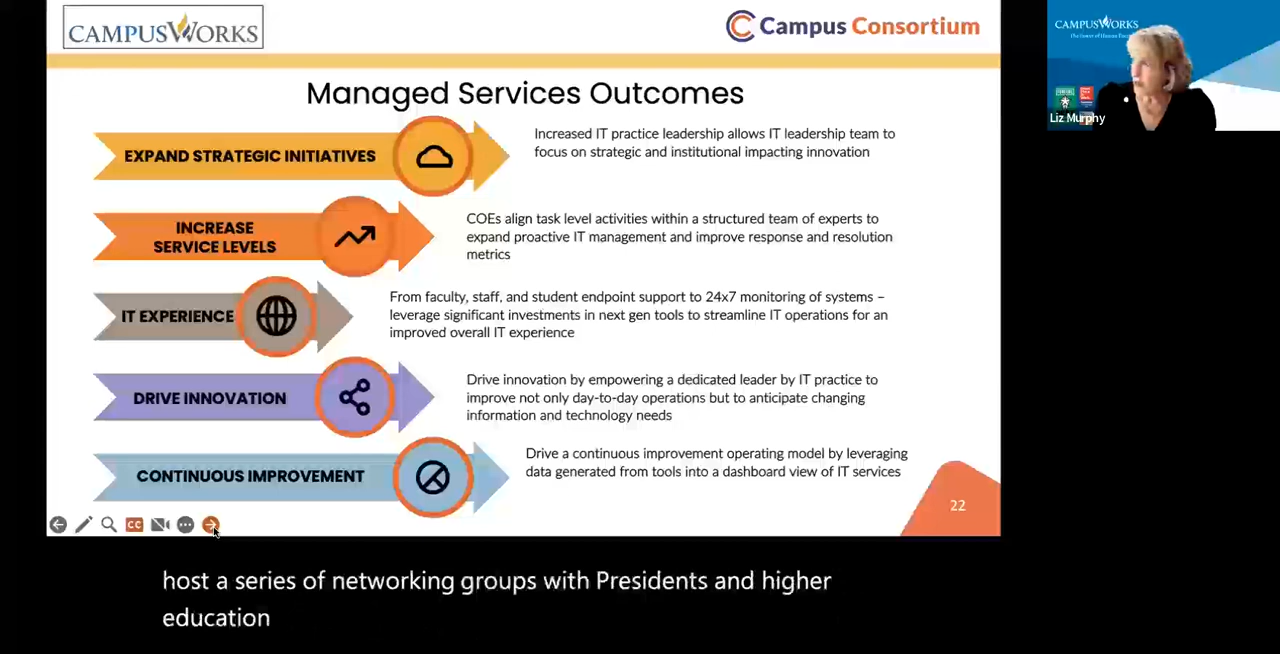 CAMPUSWORKS
Campus Consortium
CAMPUSWORKS
Liz Murphy
Managed Services Outcomes
EXPAND STRATEGIC INITIATIVES
Increased IT practice leadership allows IT leadership team to
focus on strategic and institutional impacting innovation
INCREASE
SERVICE LEVELS
COEs align task level activities within a structured team of experts to
expand proactive IT management and improve response and resolution
metrics
IT EXPERIENCE
From faculty, staff, and student endpoint support to 24x7 monitoring of systems –
leverage significant investments in next gen tools to streamline IT operations for an
improved overall IT experience
DRIVE INNOVATION
Drive innovation by empowering a dedicated leader by IT practice to
improve not only day-to-day operations but to anticipate changing
information and technology needs
CONTINUOUS IMPROVEMENT
Drive a continuous improvement operating model by leveraging
data generated from tools into a dashboard view of IT services
22
CC
host a series of networking groups with Presidents and higher
education